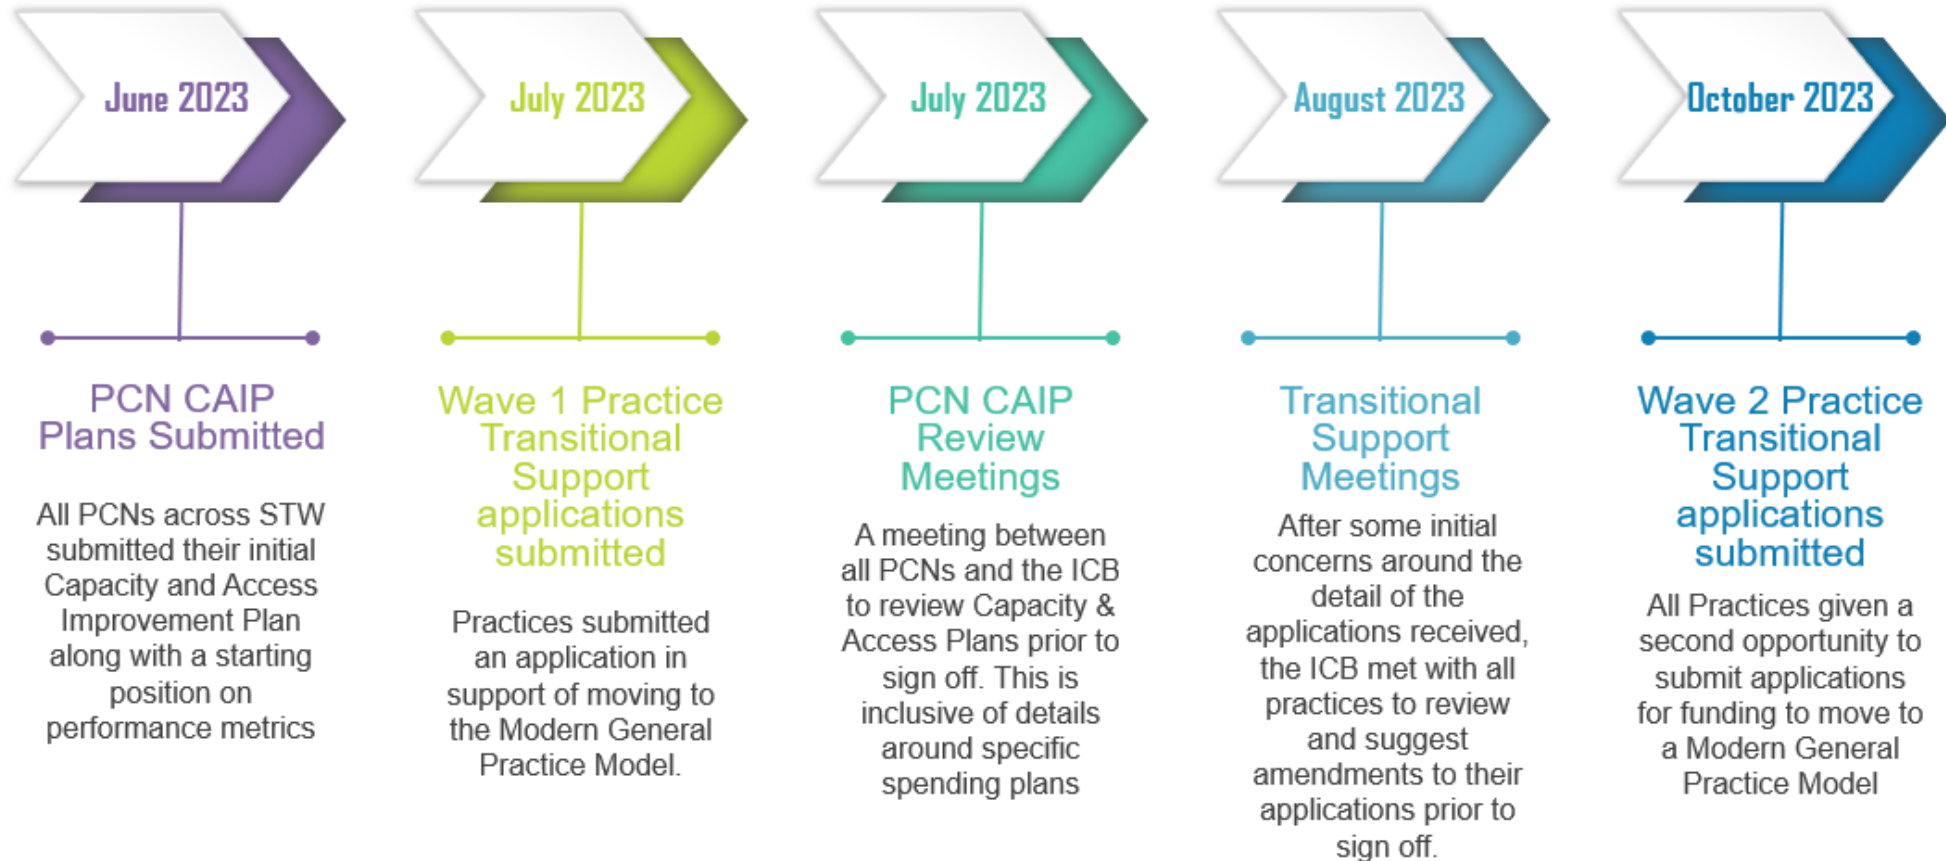 June 2023
PCN CAIP
Plans Submitted
All PCNs across STW
submitted their initial
Capacity and Access
Improvement Plan
along with a starting
position on
performance metrics
July 2023
Wave 1 Practice
Transitional
Support
applications
submitted
Practices submitted
an application in
support of moving to
the Modern General
Practice Model.
July 2023
PCN CAIP
Review
Meetings
A meeting between
all PCNs and the ICB
to review Capacity &
Access Plans prior to
sign off. This is
inclusive of details
around specific
spending plans
August 2023
Transitional
Support
Meetings
After some initial
concerns around the
detail of the
applications received,
the ICB met with all
practices to review
and suggest
amendments to their
applications prior to
sign off.
October 2023
Wave 2 Practice
Transitional
Support
applications
submitted
All Practices given a
second opportunity to
submit applications
for funding to move to
a Modern General
Practice Model